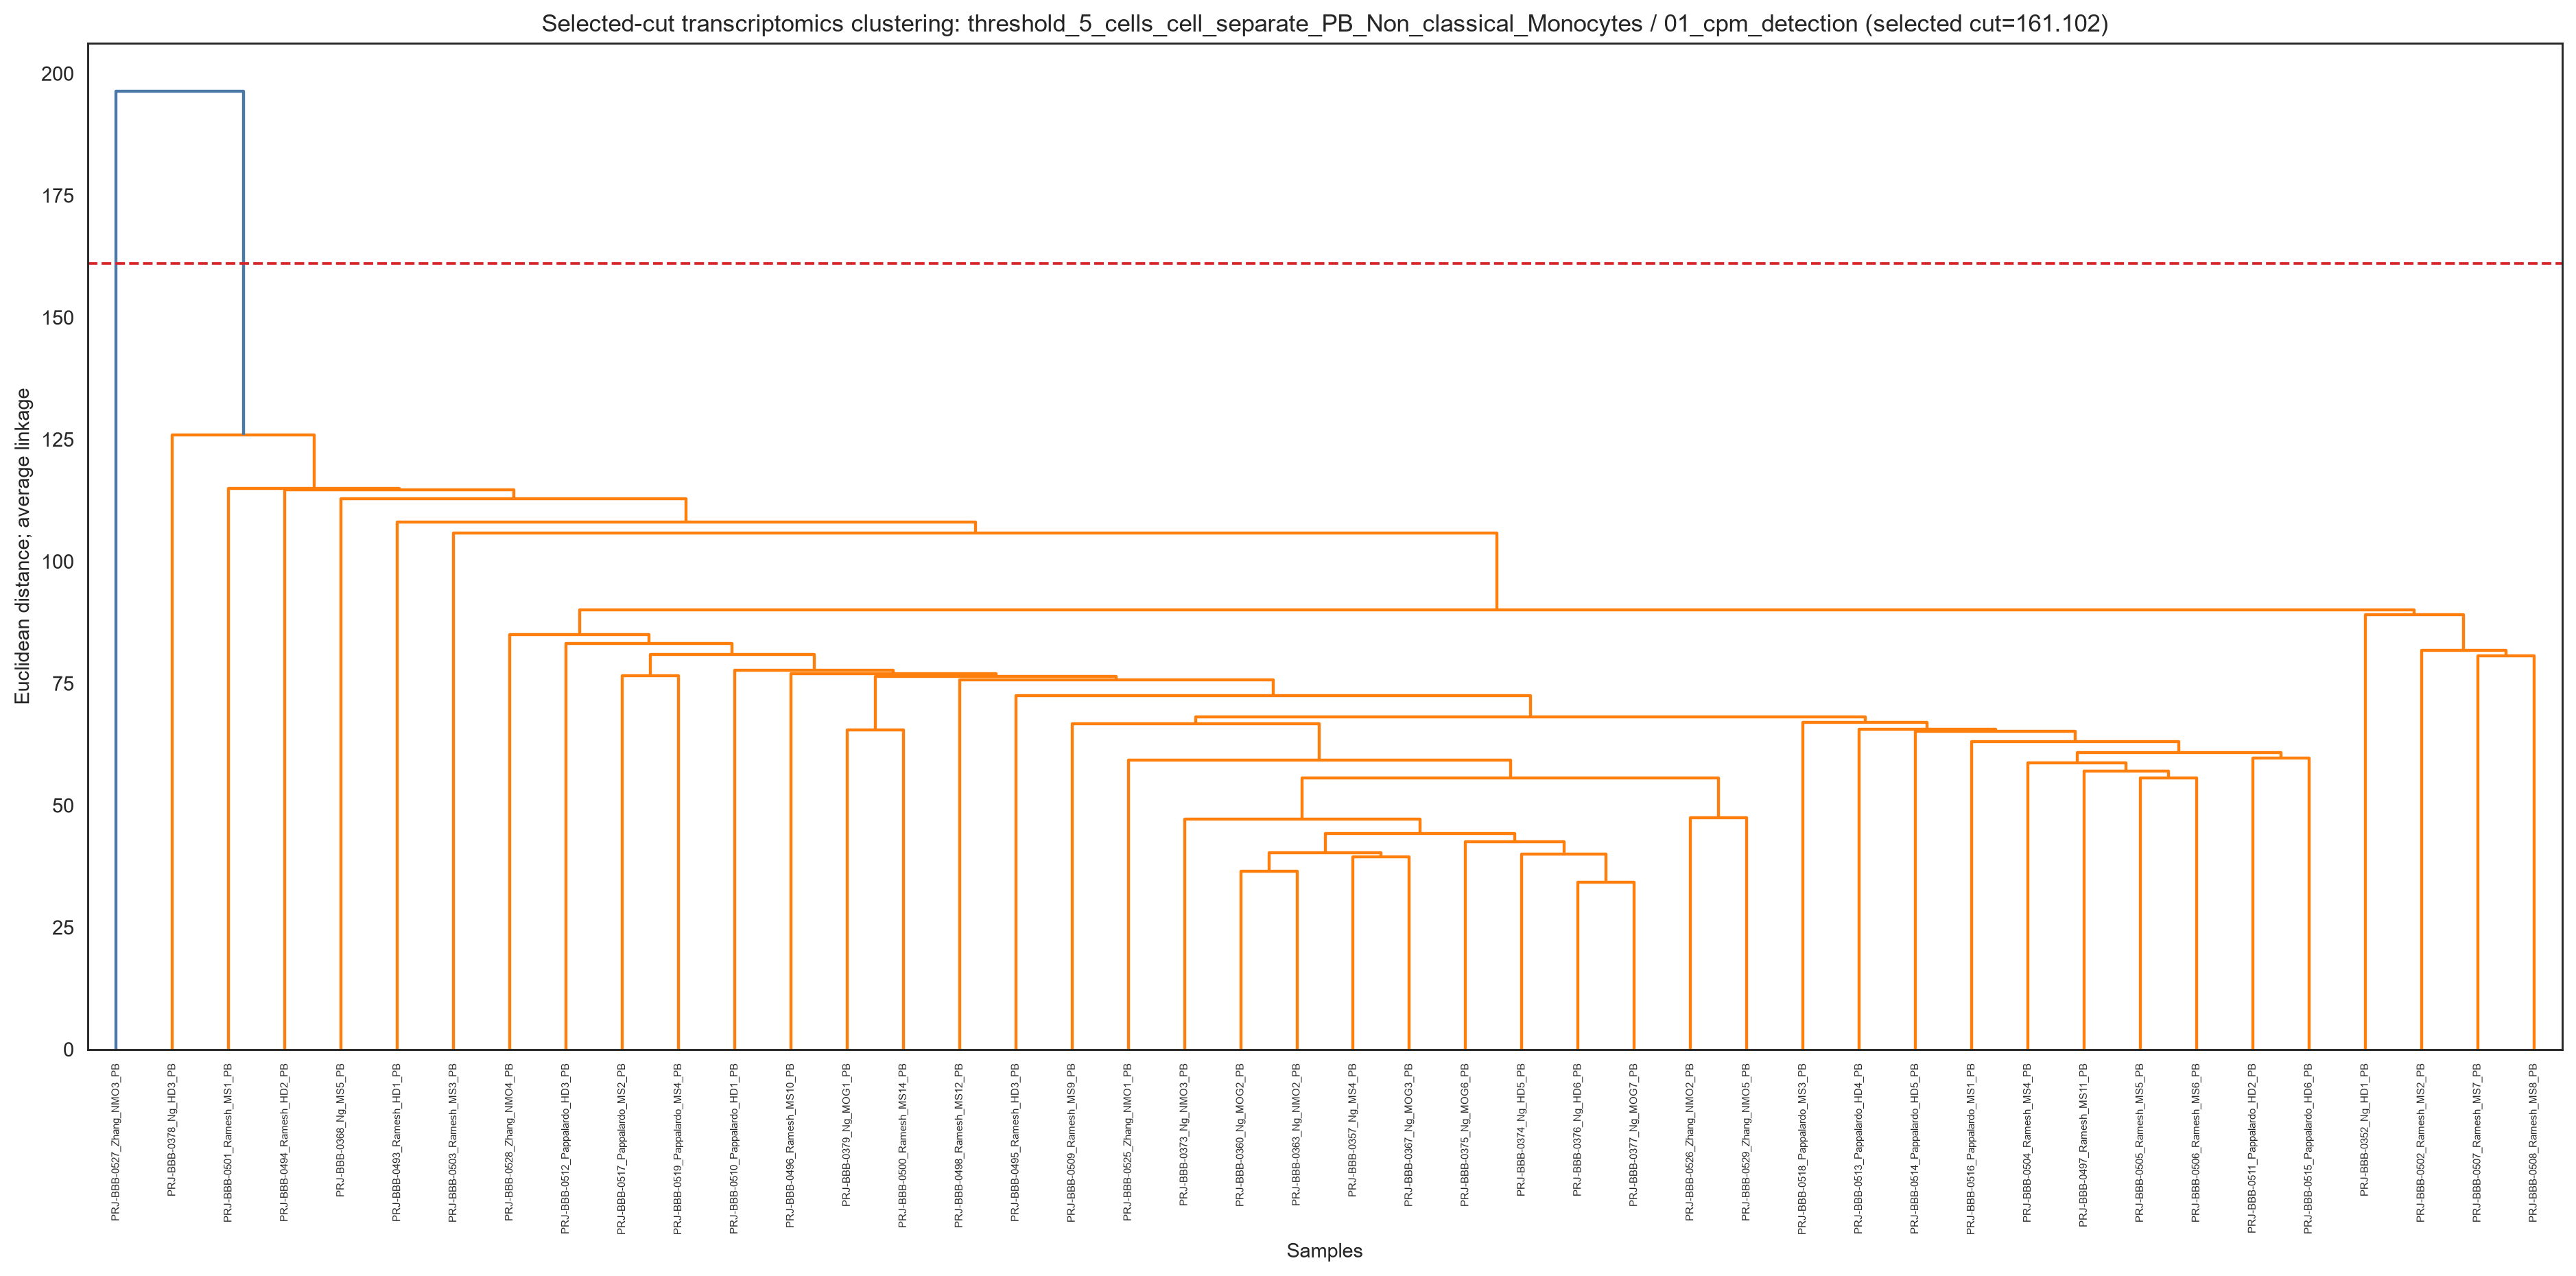 Selected-cut transcriptomics clustering: threshold_5_cells_cell_separate_PB_Non_classical_Monocytes / 01_cpm_detection (selected cut=161.102)
Euclidean distance; average linkage
200
175
150
125
100
75
50
25
0
PRJ-BBB-0527_Zhang_NMO3_PB
PRJ-BBB-0378_Ng_HD3_PB
PRJ-BBB-0501_Ramesh_MS1_PB
PRJ-BBB-0494_Ramesh_HD2_PB
PRJ-BBB-0368_Ng_MS5_PB
PRJ-BBB-0493_Ramesh_HD1_PB
PRJ-BBB-0503_Ramesh_MS3_PB
PRJ-BBB-0528_Zhang_NMO4_PB
PRJ-BBB-0512_Pappalardo_HD3_PB
PRJ-BBB-0517_Pappalardo_MS2_PB
PRJ-BBB-0519_Pappalardo_MS4_PB
PRJ-BBB-0510_Pappalardo_HD1_PB
PRJ-BBB-0496_Ramesh_MS10_PB
PRJ-BBB-0379_Ng_MOG1_PB
PRJ-BBB-0500_Ramesh_MS14_PB
PRJ-BBB-0498_Ramesh_MS12_PB
PRJ-BBB-0495_Ramesh_HD3_PB
PRJ-BBB-0509_Ramesh_MS9_PB
PRJ-BBB-0525_Zhang_NMO1_PB
PRJ-BBB-0373_Ng_NMO3_PB
PRJ-BBB-0360_Ng_MOG2_PB
PRJ-BBB-0363_Ng_NMO2_PB
PRJ-BBB-0357_Ng_MS4_PB
PRJ-BBB-0367_Ng_MOG3_PB
PRJ-BBB-0375_Ng_MOG6_PB
PRJ-BBB-0374_Ng_HD5_PB
PRJ-BBB-0376_Ng_HD6_PB
PRJ-BBB-0377_Ng_MOG7_PB
PRJ-BBB-0526_Zhang_NMO2_PB
PRJ-BBB-0529_Zhang_NMO5_PB
PRJ-BBB-0518_Pappalardo_MS3_PB
PRJ-BBB-0513_Pappalardo_HD4_PB
PRJ-BBB-0514_Pappalardo_HD5_PB
PRJ-BBB-0516_Pappalardo_MS1_PB
PRJ-BBB-0504_Ramesh_MS4_PB
PRJ-BBB-0497_Ramesh_MS11_PB
PRJ-BBB-0505_Ramesh_MS5_PB
PRJ-BBB-0506_Ramesh_MS6_PB
PRJ-BBB-0511_Pappalardo_HD2_PB
PRJ-BBB-0515_Pappalardo_HD6_PB
PRJ-BBB-0352_Ng_HD1_PB
PRJ-BBB-0502_Ramesh_MS2_PB
PRJ-BBB-0507_Ramesh_MS7_PB
PRJ-BBB-0508_Ramesh_MS8_PB
Samples